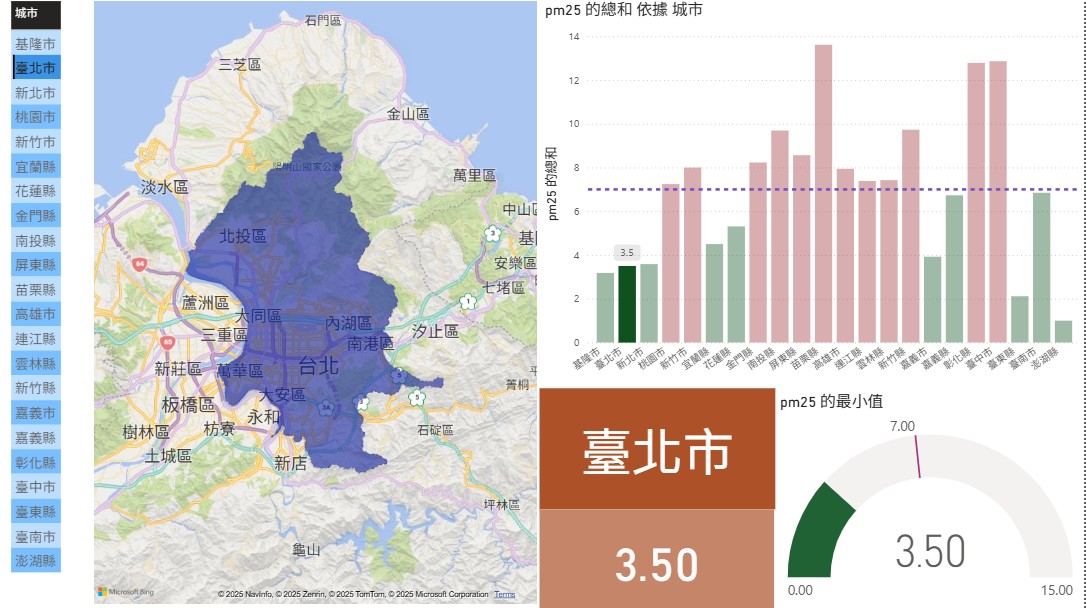 城市
基隆市
臺北市
新北市
桃園市
新竹市
宜蘭縣
花蓮縣
金門縣
南投縣
屏東縣
苗栗縣
高雄市
連江縣
雲林縣
新竹縣
嘉義市
嘉義縣
彰化縣
臺中市
臺東縣
臺南市
澎湖縣
石門區
三芝區
金山區
陽明山國家公園
萬里區
淡水區
中山區
3
北投區
基
64
安樂區
七堵區
蘆洲區
1
大同區
內湖區
汐止區
三重區
南港區
65
新莊區
萬華區
台北
菁桐
平
板橋區
大安區
5
3A
樹林區
枋寮
永和
石碇區
土城區
新店
坪林區
龜山
Microsoft Bing
© 2025 NavInfo, © 2025 Zenrin, © 2025 TomTom, © 2025 Microsoft Corporation Terms
pm25 的總和 依據 城市
pm25 的總和
14
12
10
8
6
4
2
0
3.5
基隆市
臺北市
新北市
桃園市
新竹市
宜蘭縣
花蓮縣
金門縣
南投縣
屏東縣
苗栗縣
高雄市
連江縣
雲林縣
新竹縣
嘉義市
嘉義縣
彰化縣
臺中市
臺東縣
臺南市
澎湖縣
臺北市
3.50
pm25 的最小值
7.00
3.50
0.00
15.00